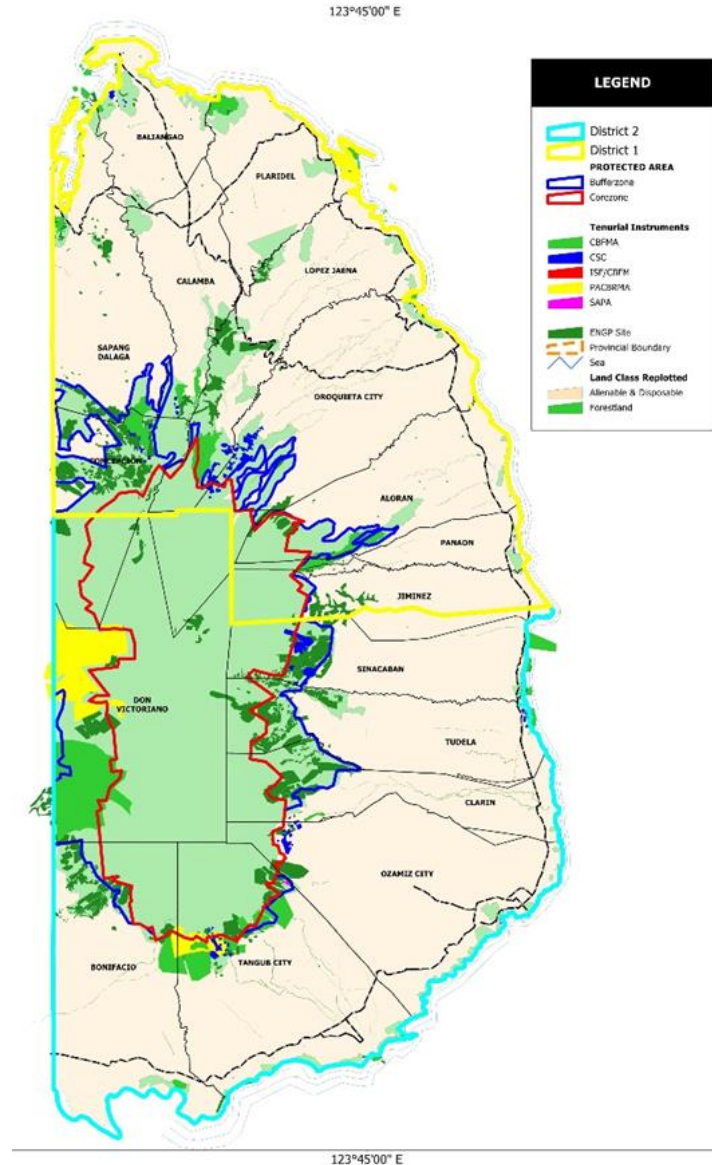 123°45'00" E
LEGEND
District 2
District 1
PROTECTED AREA
Bufferzone
Corezone
Tenurial Instruments
CBFMA
CSC
ISF/CBFM
PACBRMA
SAPA
ENGP Site
Provincial Boundary
Sea
Land Class Replotted
Alienable & Disposable
Forestland
BALIANGAO
PLARIDEL
CALAMBA
LOPEZ JAENA
SAPANG
DALAGA
OROQUIETA CITY
CONCEPCION
ALORAN
PANAON
JIMINEZ
SINACABAN
DON
VICTORIANO
TUDELA
CLARIN
OZAMIZ CITY
BONIFACIO
TANGUB CITY
123°45'00" E